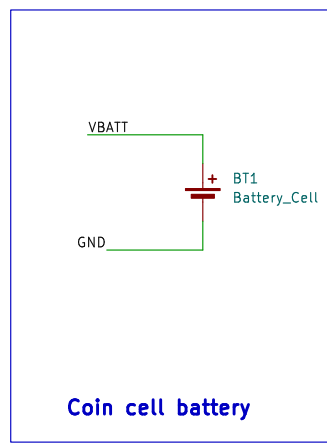 VBATT
+
BT1
Battery_Cell
GND
Coin cell battery